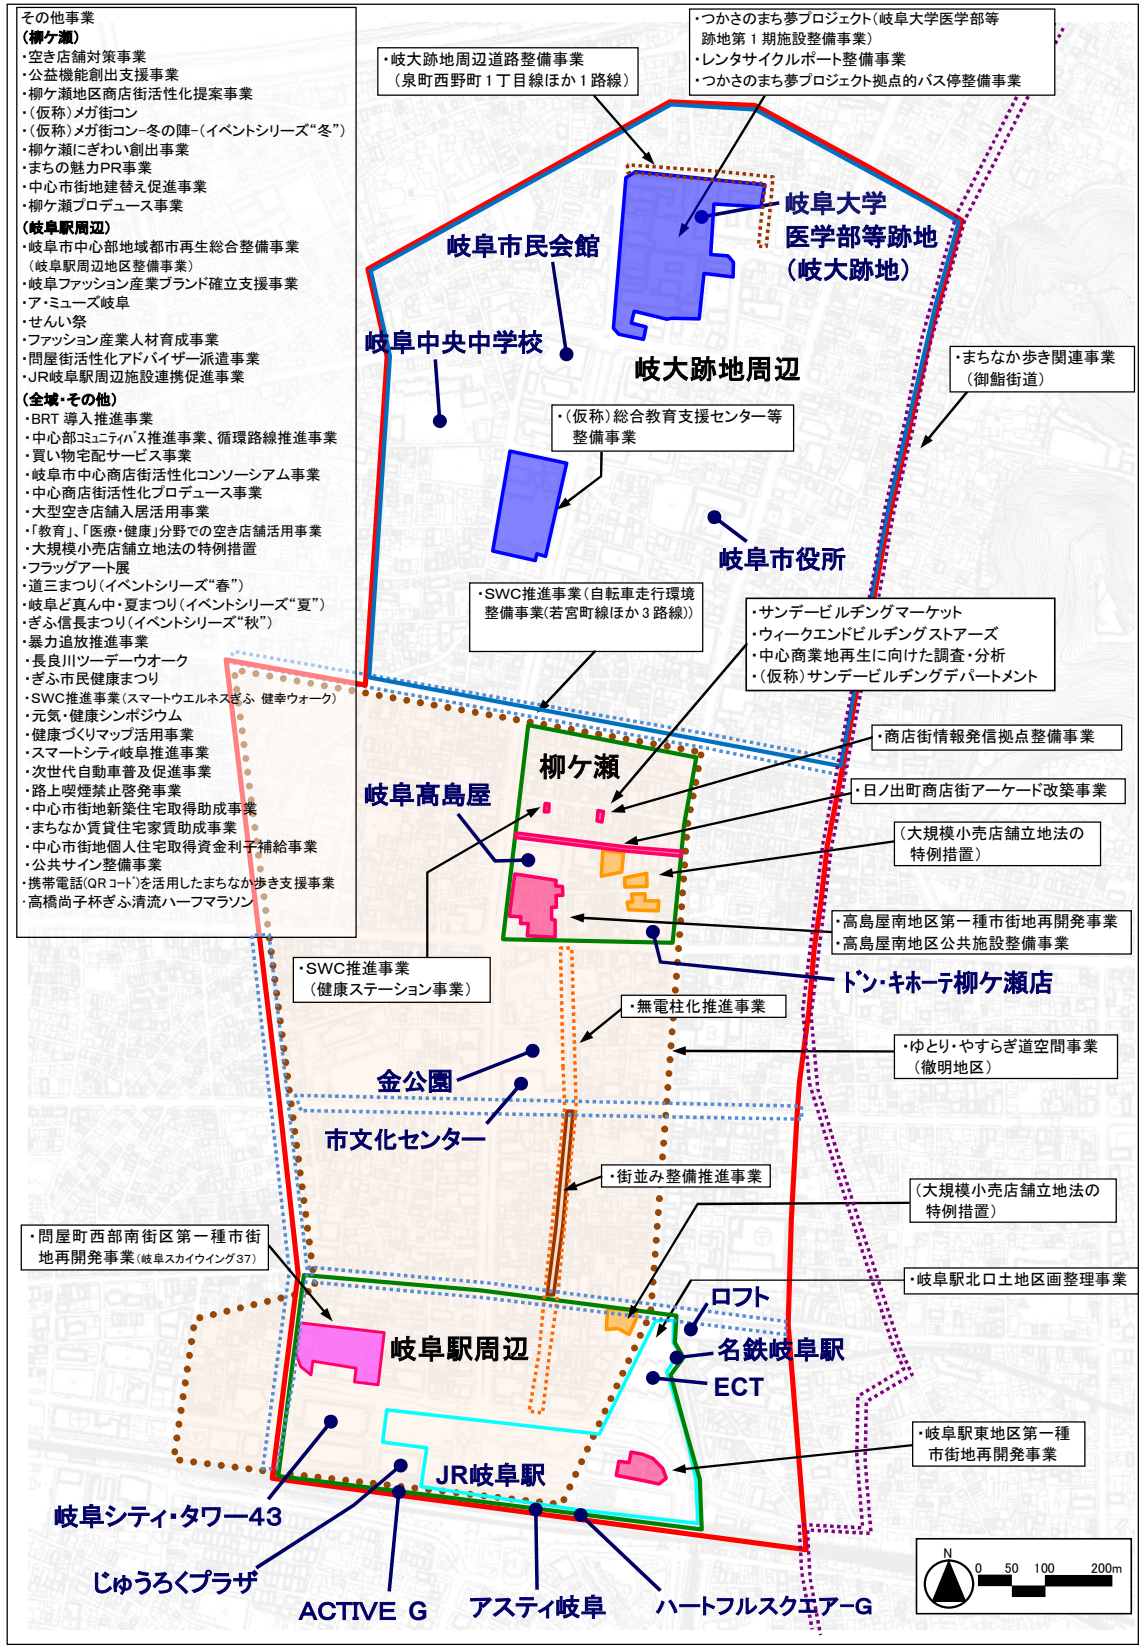 その他事業
(柳ケ瀬)
・空き店舗対策事業
・公益機能創出支援事業
・柳ケ瀬地区商店街活性化提案事業
・(仮称)メガ街コン
・(仮称)メガ街コン-冬の陣-(イベントシリーズ“冬”)
・柳ケ瀬にぎわい創出事業
・まちの魅力PR事業
・中心市街地建替え促進事業
・柳ケ瀬プロデュース事業
(岐阜駅周辺)
・岐阜市中心部地域都市再生総合整備事業
(岐阜駅周辺地区整備事業)
・岐阜ファッション産業ブランド確立支援事業
・ア・ミューズ岐阜
・せんい祭
・ファッション産業人材育成事業
・問屋街活性化アドバイザー派遣事業
・JR岐阜駅周辺施設連携促進事業
(全域・その他)
・BRT 導入推進事業
・中心部コミュニティバス推進事業、循環路線推進事業
・買い物宅配サービス事業
・岐阜市中心商店街活性化コンソーシアム事業
・中心商店街活性化プロデュース事業
・大型空き店舗入居活用事業
・「教育」、「医療・健康」分野での空き店舗活用事業
・大規模小売店舗立地法の特例措置
・フラッグアート展
・道三まつり(イベントシリーズ“春”)
・岐阜ど真ん中・夏まつり(イベントシリーズ“夏”)
・ぎふ信長まつり(イベントシリーズ“秋”)
・暴力追放推進事業
・長良川ツーデーウオーク
・ぎふ市民健康まつり
・SWC推進事業(スマートウエルネスぎふ 健幸ウォーク)
・元気・健康シンポジウム
・健康づくりマップ活用事業
・スマートシティ岐阜推進事業
・次世代自動車普及促進事業
・路上喫煙禁止啓発事業
・中心市街地新築住宅取得助成事業
・まちなか賃貸住宅家賃助成事業
・中心市街地個人住宅取得資金利子補給事業
・公共サイン整備事業
・携帯電話(QRコード)を活用したまちなか歩き支援事業
・高橋尚子杯ぎふ清流ハーフマラソン
・つかさのまち夢プロジェクト(岐阜大学医学部等
跡地第1期施設整備事業)
・レンタサイクルポート整備事業
・つかさのまち夢プロジェクト拠点的バス停整備事業
・岐大跡地周辺道路整備事業
(泉町西野町1丁目線ほか1路線)
岐阜大学
医学部等跡地
(岐大跡地)
岐阜市民会館
岐阜中央中学校
岐大跡地周辺
・まちなか歩き関連事業
(御鮨街道)
・(仮称)総合教育支援センター等
整備事業
岐阜市役所
・SWC推進事業(自転車走行環境
整備事業(若宮町線ほか3路線))
・サンデービルヂングマーケット
・ウィークエンドビルヂングストアーズ
・中心商業地再生に向けた調査・分析
・(仮称)サンデービルヂングデパートメント
・商店街情報発信拠点整備事業
柳ケ瀬
岐阜髙島屋
・日ノ出町商店街アーケード改築事業
(大規模小売店舗立地法の
特例措置)
・高島屋南地区第一種市街地再開発事業
・高島屋南地区公共施設整備事業
・SWC推進事業
(健康ステーション事業)
ドン・キホーテ柳ケ瀬店
・無電柱化推進事業
・ゆとり・やすらぎ道空間事業
(徹明地区)
金公園
市文化センター
・街並み整備推進事業
(大規模小売店舗立地法の
特例措置)
・問屋町西部南街区第一種市街
地再開発事業(岐阜スカイウイング37)
・岐阜駅北口土地区画整理事業
ロフト
岐阜駅周辺
名鉄岐阜駅
ECT
・岐阜駅東地区第一種
市街地再開発事業
JR岐阜駅
岐阜シティ・タワー43
じゅうろくプラザ
ACTIVE G
アスティ岐阜
ハートフルスクエアーG
N
0 50 100 200m